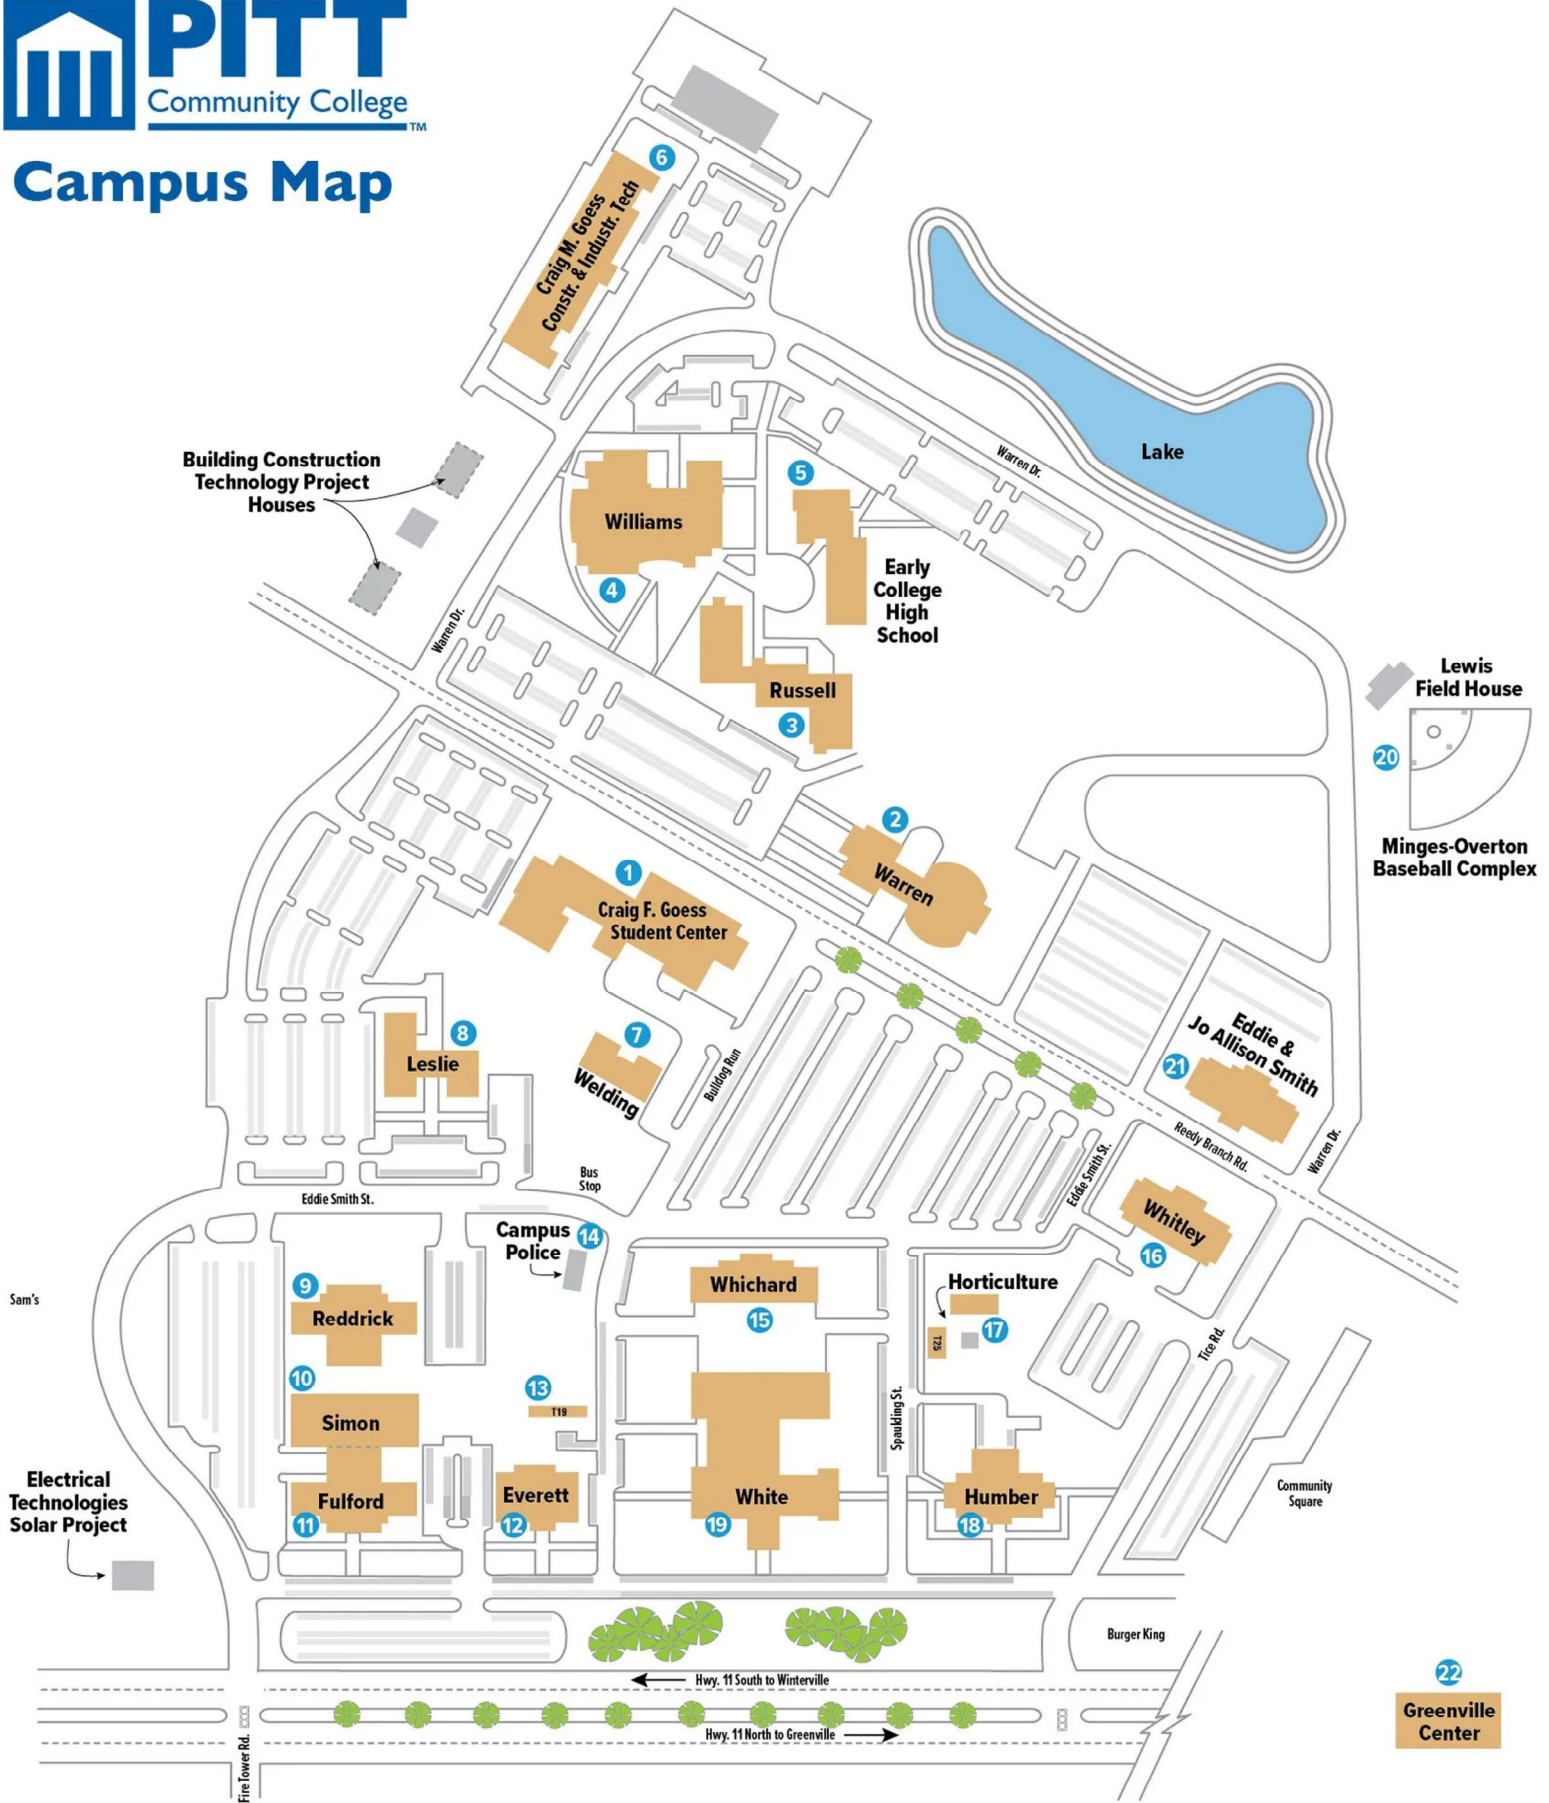 PITT
Community College
TM
Campus Map
6
Craig M. Goess
Constr. & Industr. Tech
Lake
Warren Dr.
Building Construction
Technology Project
Houses
5
Williams
4
Early
College
High
School
Warren Dr.
Russell
3
Lewis
Field House
20
Minges-Overton
Baseball Complex
2
Warren
1
Craig F. Goess
Student Center
8
Leslie
7
Welding
Bulldog Run
Eddie &
Jo Allison Smith
21
Reedy Branch Rd.
Warren Dr.
Eddie Smith St.
Bus
Stop
Eddie Smith St.
Whitley
16
Campus
Police
14
Sam's
9
Reddrick
Whichard
15
Horticulture
17
T25
Tice Rd.
10
Simon
13
T19
Spaulding St.
Electrical
Technologies
Solar Project
Fulford
11
Everett
12
White
19
Humber
18
Community
Square
Burger King
Hwy. 11 South to Winterville
Hwy. 11 North to Greenville
Fire Tower Rd.
22
Greenville
Center